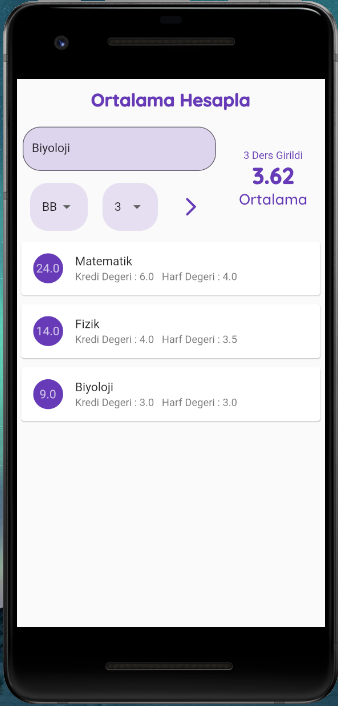 Ortalama Hesapla
Biyoloji
BB
3
3 Ders Girildi
3.62
Ortalama
24.0
Matematik
Kredi Degeri : 6.0 Harf Degeri : 4.0
14.0
Fizik
Kredi Degeri : 4.0 Harf Degeri : 3.5
9.0
Biyoloji
Kredi Degeri : 3.0 Harf Degeri : 3.0